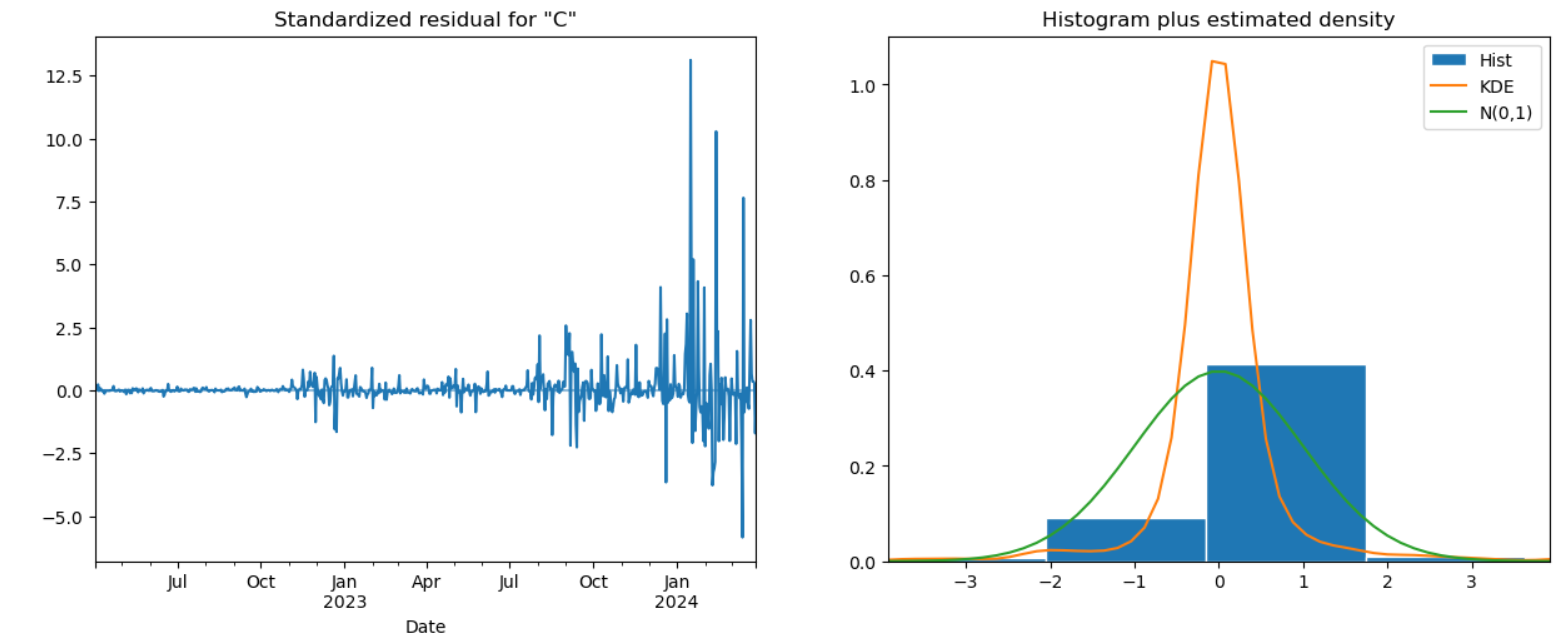 Standardized residual for "C"
12.5
10.0
7.5
5.0
2.5
0.0
−2.5
−5.0
Jul
Oct
Jan
2023
Apr
Jul
Oct
Jan
2024
Date
Histogram plus estimated density
Hist
KDE
N(0,1)
1.0
0.8
0.6
0.4
0.2
0.0
−3
−2
−1
0
1
2
3